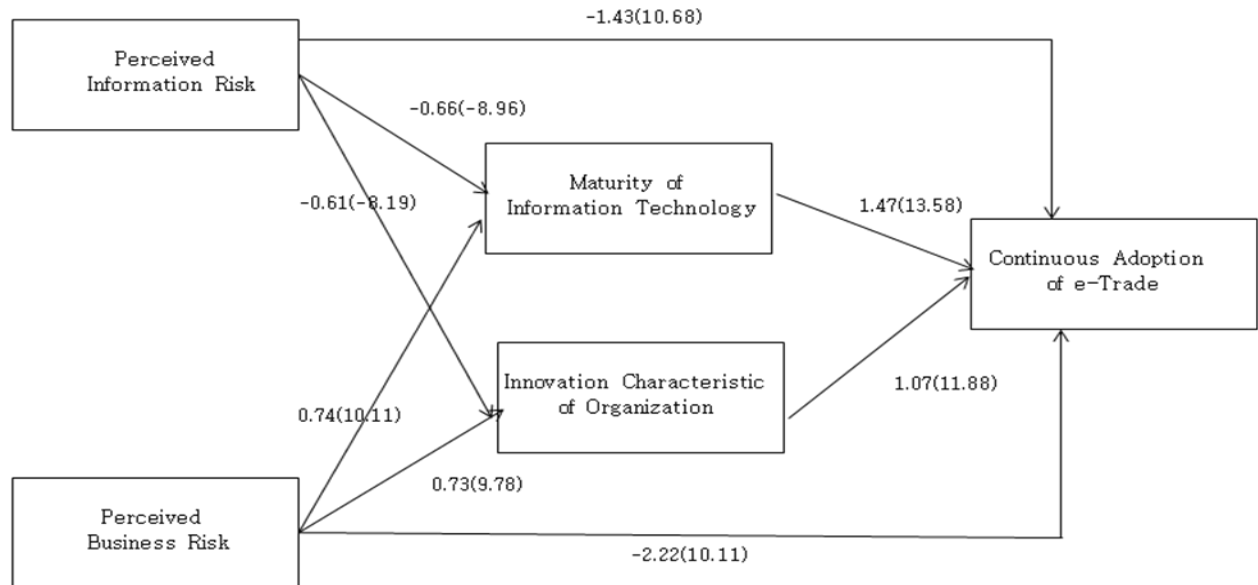 -1.43(10.68)
Perceived
Information Risk
-0.66(-8.96)
Maturity of
Information Technology
-0.61(-8.19)
1.47(13.58)
Continuous Adoption
of e-Trade
Innovation Characteristic
of Organization
1.07(11.88)
0.74(10.11)
0.73(9.78)
Perceived
Business Risk
-2.22(10.11)